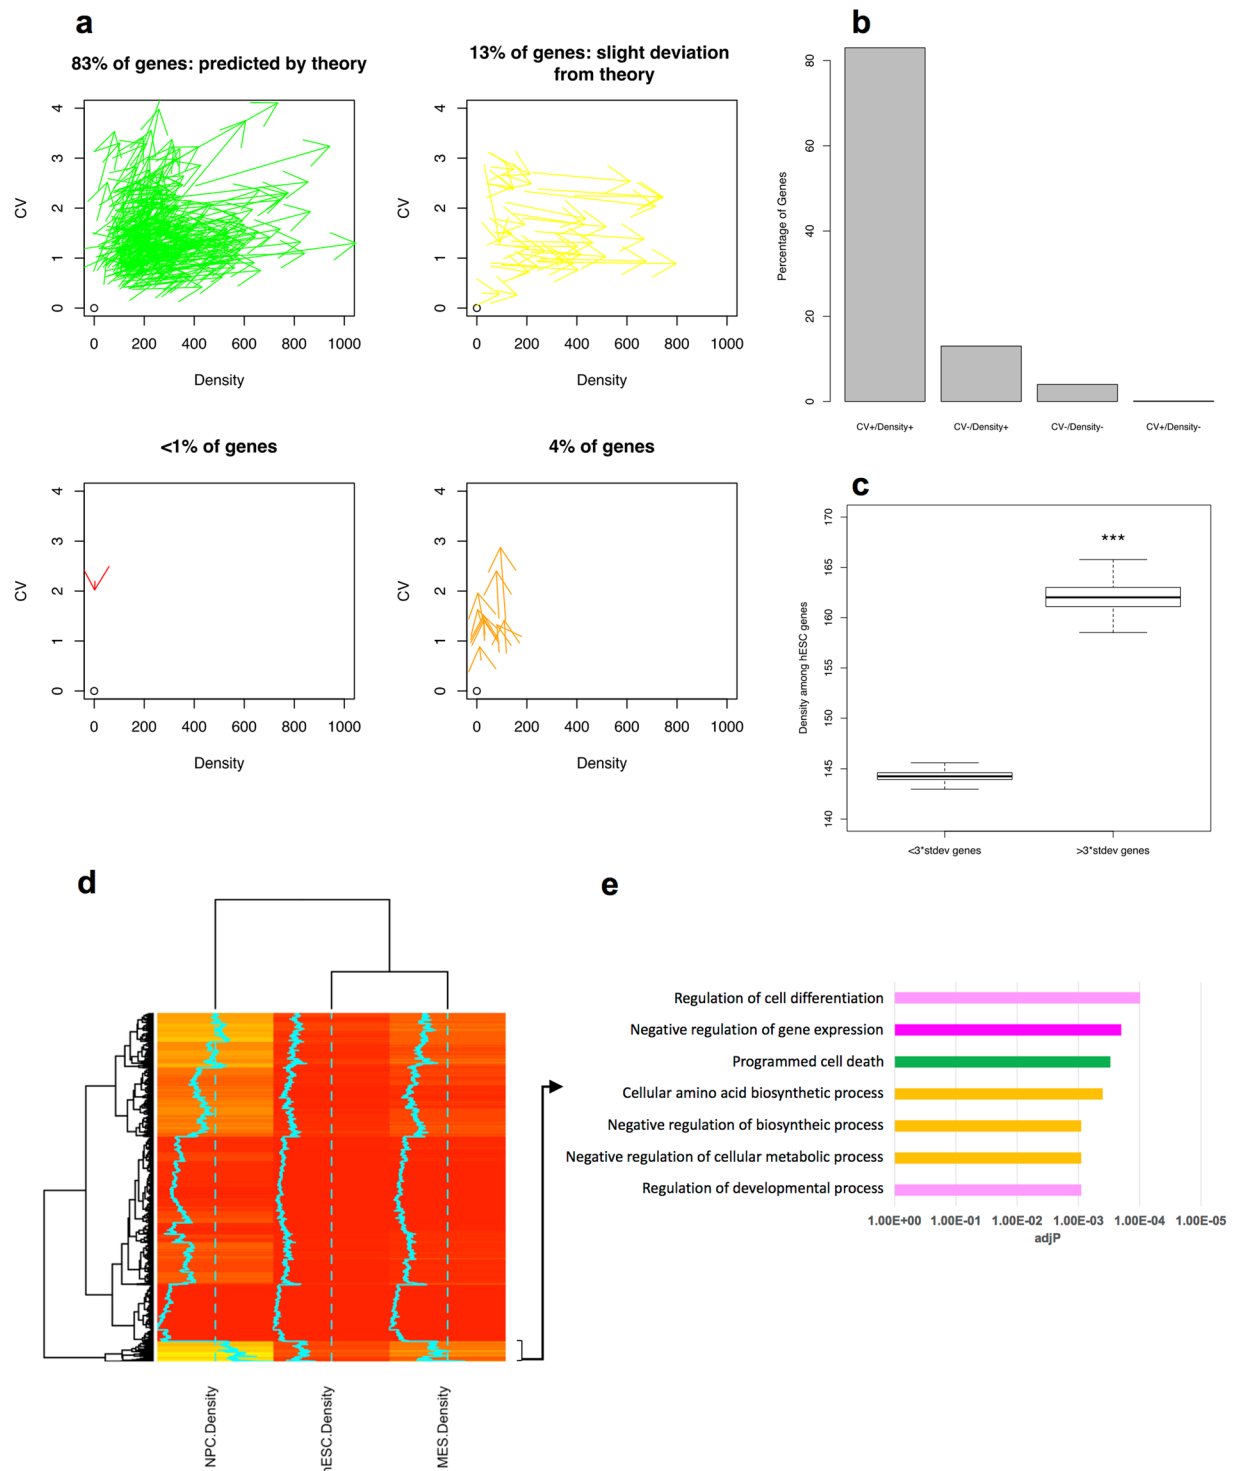 a
83% of genes: predicted by theory
4
3
2
1
0
CV
0 200 400 600 800 1000
Density
13% of genes: slight deviation
from theory
4
3
2
1
0
CV
0 200 400 600 800 1000
Density
<1% of genes
4
3
2
1
0
CV
0 200 400 600 800 1000
Density
4% of genes
4
3
2
1
0
CV
0 200 400 600 800 1000
Density
b
80
60
40
20
0
Percentage of Genes
CV+/Density+ CV-/Density+ CV-/Density- CV+/Density-
c
170
165
160
155
150
145
140
Density among hESC genes
***
<3*stdev genes >3*stdev genes
d
NPC.Density
hESC.Density
MES.Density
e
Regulation of cell differentiation
Negative regulation of gene expression
Programmed cell death
Cellular amino acid biosynthetic process
Negative regulation of biosyntheic process
Negative regulation of cellular metabolic process
Regulation of developmental process
1.00E+00 1.00E-01 1.00E-02 1.00E-03 1.00E-04 1.00E-05
adjP